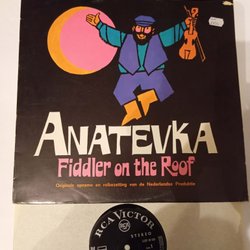 ANATEVKA
Fiddler on the Roof
Originele opname en rolbezetting van de Nederlandse Produktie
RCA VICTOR
STEREO